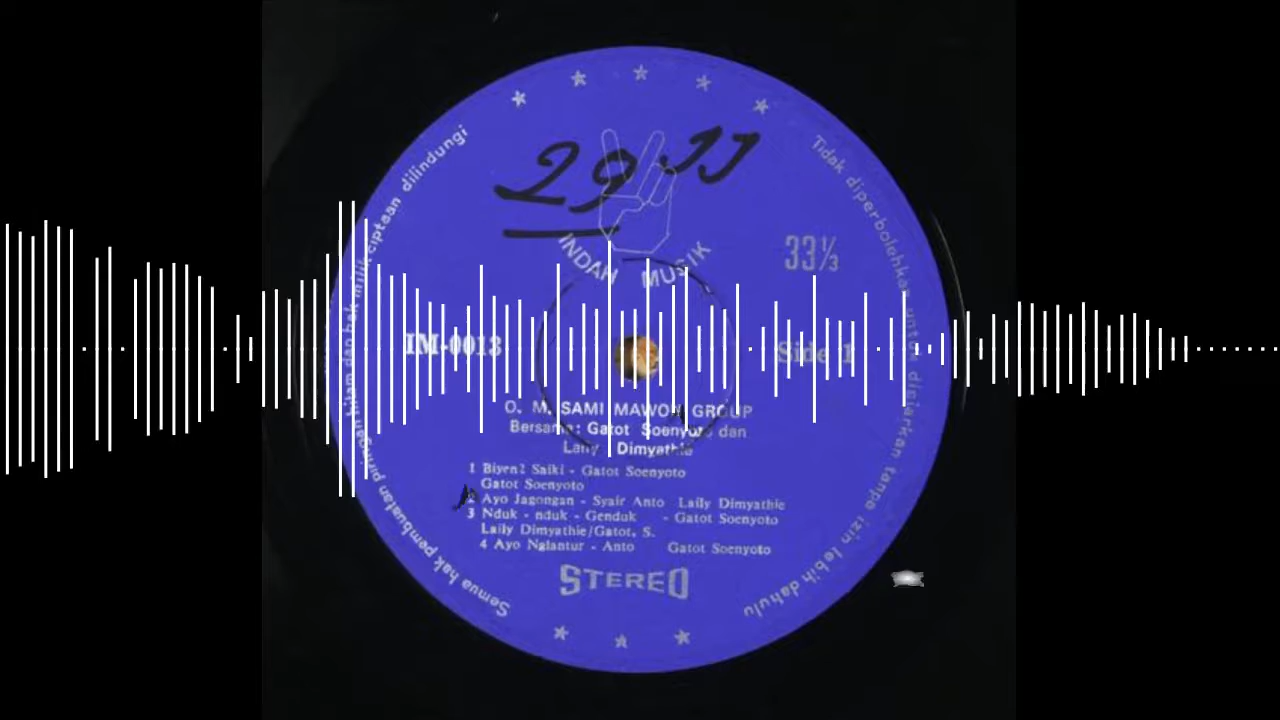 29 JJ
INDAH MUSIK
33⅓
IM-0013
Side 1
O. M. SAMI MAWON GROUP
Bersama: Gatot Soenyoto dan
Laily Dimyathie
1 Biyen2 Saiki - Gatot Soenyoto
Gatot Soenyoto
2 Ayo Jagongan - Syair Anto Laily Dimyathie
3 Nduk - nduk - Genduk - Gatot Soenyoto
Laily Dimyathie/Gatot. S.
4 Ayo Nglantur - Anto Gatot Soenyoto
STEREO
Semua hak pembuatan piringan hitam dan hak milik ciptaan dilindungi
Tidak diperbolehkan untuk disiarkan tanpa izin lebih dahulu